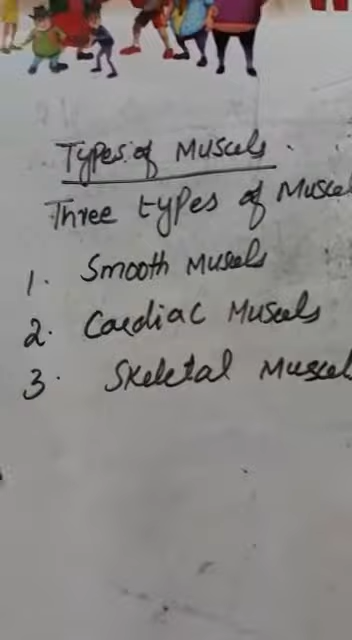 Types of Muscels.
Three types of Muscel
1. Smooth Muscels
2. Cardiac Muscels
3. Skeletal Muscel